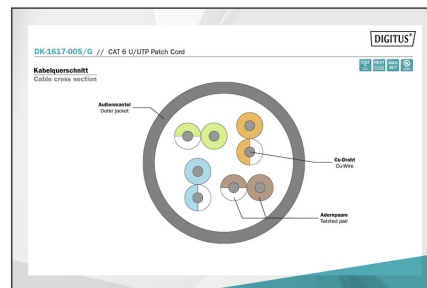 DIGITUS®
DK-1617-005/G // CAT 6 U/UTP Patch Cord
Kabelquerschnitt
Cable cross section
Außenmantel
Outer jacket
Cu-Draht
Cu-Wire
Adernpaare
Twisted pair